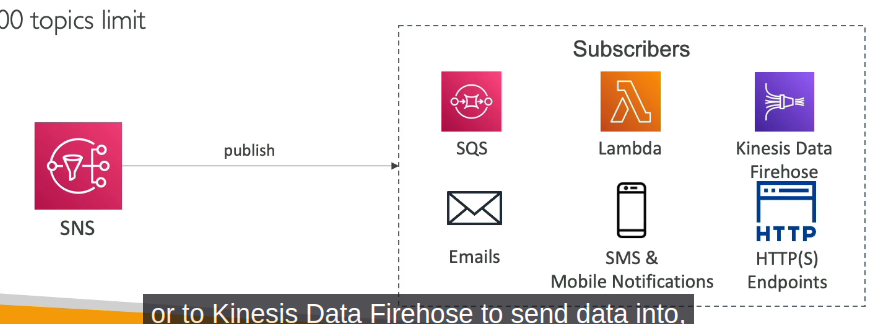 00 topics limit
Subscribers
publish
SNS
SQS
Lambda
Kinesis Data
Firehose
Emails
SMS &
Mobile Notifications
HTTP
HTTP(S)
Endpoints
or to Kinesis Data Firehose to send data into,